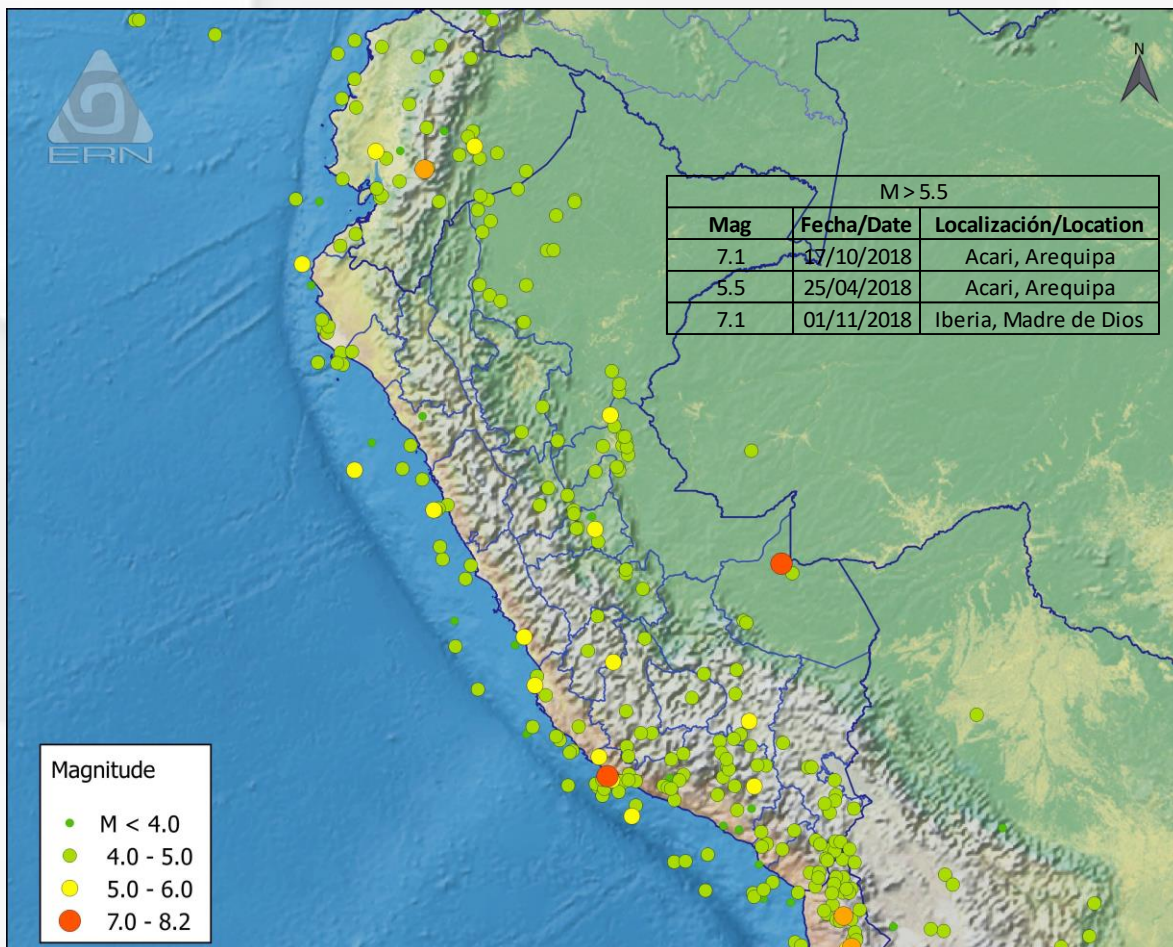 N
ERN
M > 5.5
Mag Fecha/Date Localización/Location
7.1 17/10/2018 Acari, Arequipa
5.5 25/04/2018 Acari, Arequipa
7.1 01/11/2018 Iberia, Madre de Dios
Magnitude
M < 4.0
4.0 - 5.0
5.0 - 6.0
7.0 - 8.2